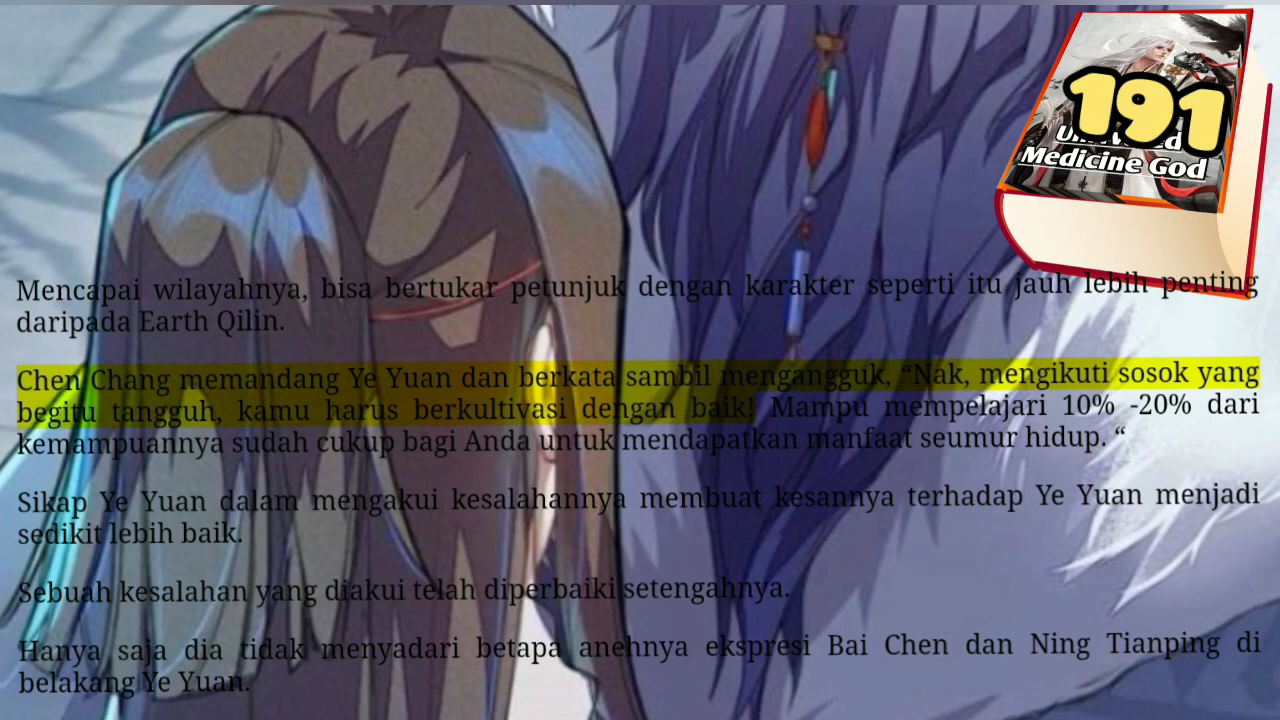 191
Medicine God
Mencapai wilayahnya, bisa bertukar petunjuk dengan karakter seperti itu jauh lebih penting
daripada Earth Qilin.
Chen Chang memandang Ye Yuan dan berkata sambil mengangguk, “Nak, mengikuti sosok yang
begitu tangguh, kamu harus berkultivasi dengan baik! Mampu mempelajari 10% -20% dari
kemampuannya sudah cukup bagi Anda untuk mendapatkan manfaat seumur hidup. “
Sikap Ye Yuan dalam mengakui kesalahannya membuat kesannya terhadap Ye Yuan menjadi
sedikit lebih baik.
Sebuah kesalahan yang diakui telah diperbaiki setengahnya.
Hanya saja dia tidak menyadari betapa anehnya ekspresi Bai Chen dan Ning Tianping di
belakang Ye Yuan.